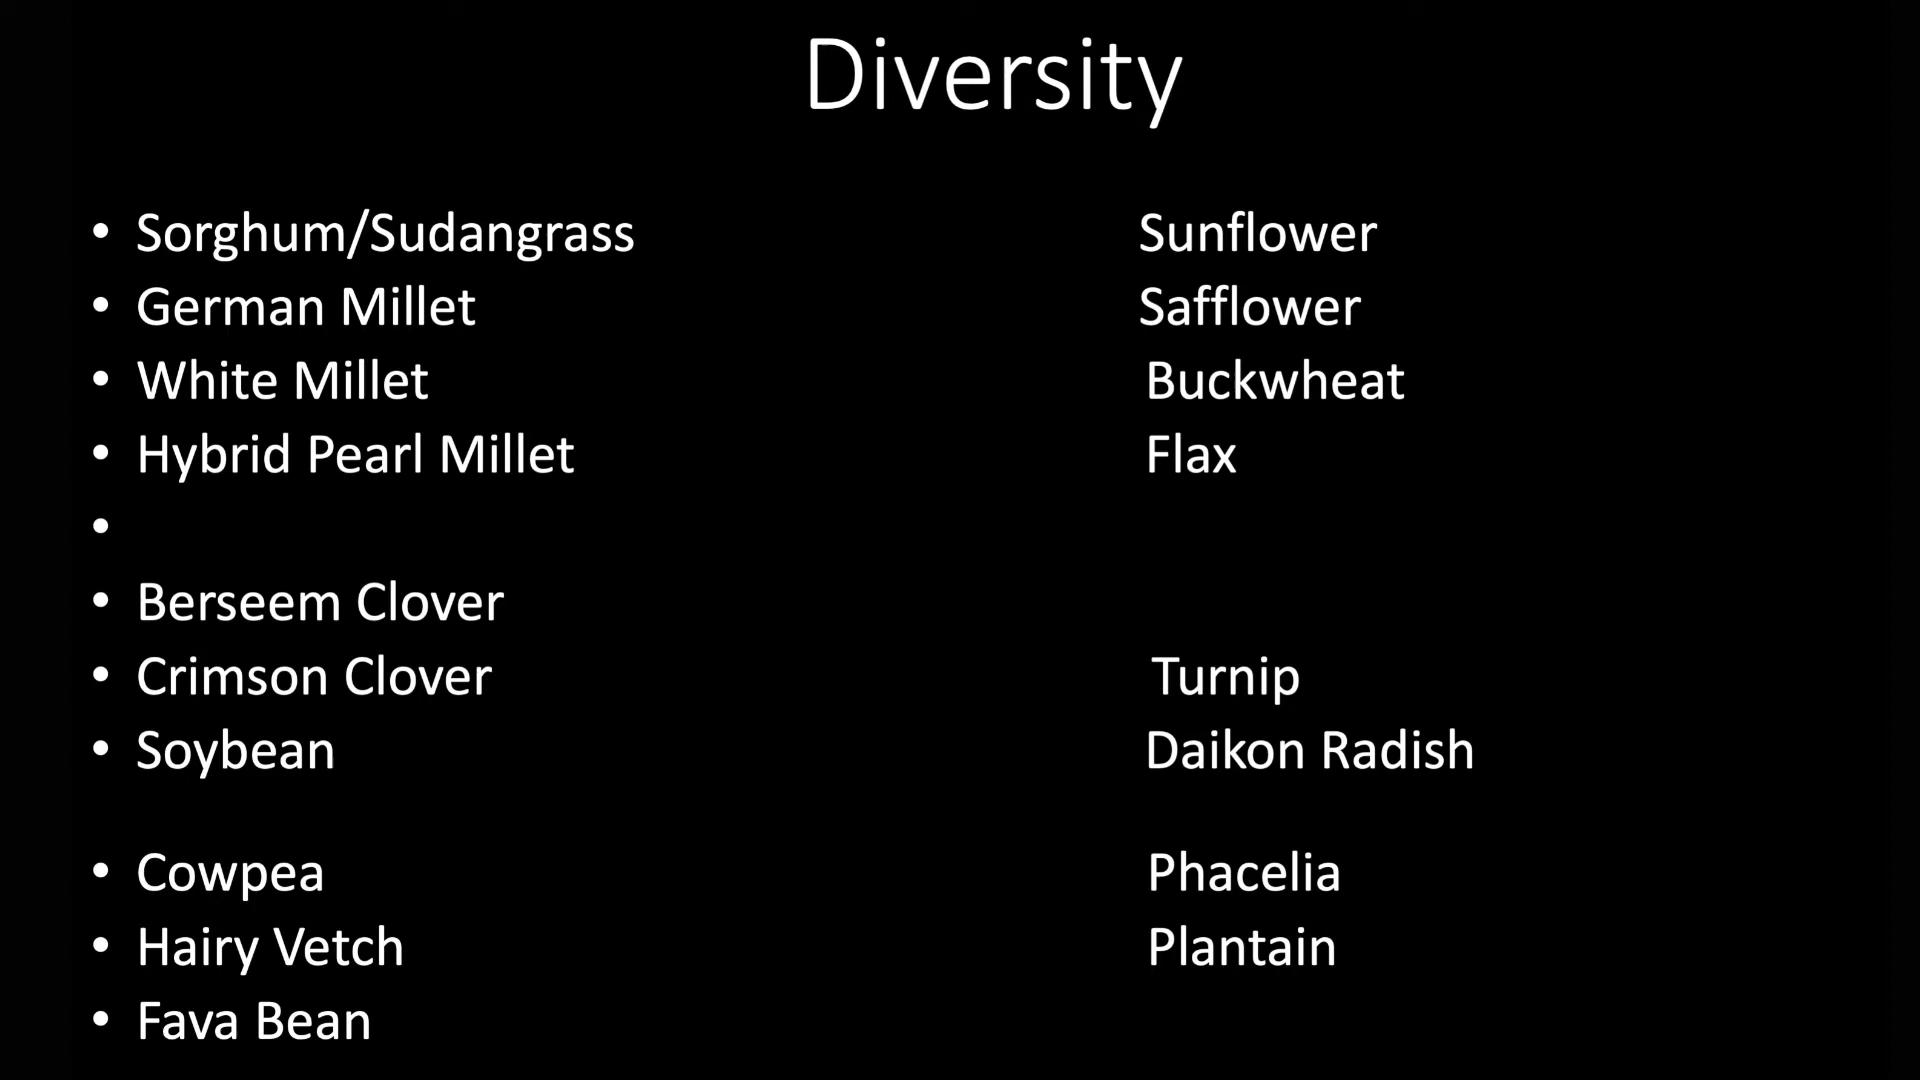 Diversity
• Sorghum/Sudangrass Sunflower
• German Millet Safflower
• White Millet Buckwheat
• Hybrid Pearl Millet Flax
•
• Berseem Clover
• Crimson Clover Turnip
• Soybean Daikon Radish
• Cowpea Phacelia
• Hairy Vetch Plantain
• Fava Bean